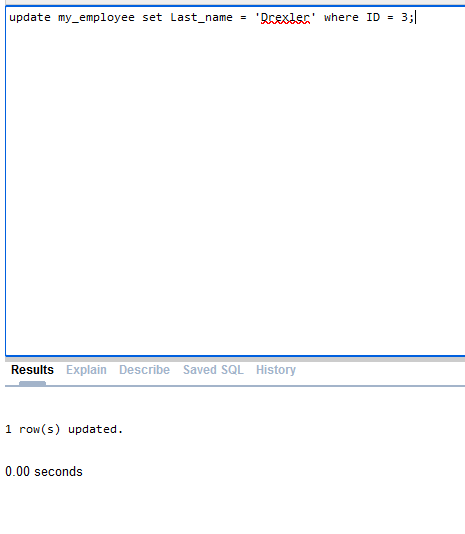 update my_employee set Last_name = 'Drexler' where ID = 3;
Results Explain Describe Saved SQL History
1 row(s) updated.
0.00 seconds